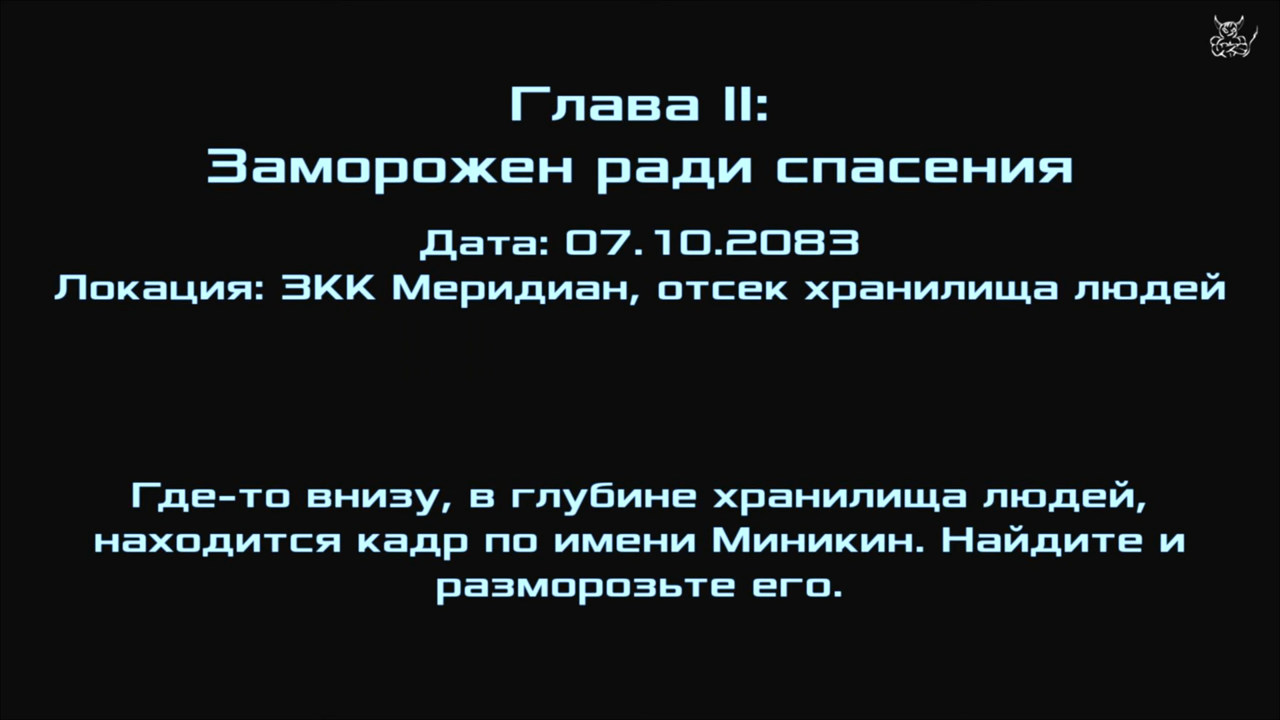 Глава II:
Заморожен ради спасения
Дата: 07.10.2083
Локация: ЗКК Меридиан, отсек хранилища людей
Где-то внизу, в глубине хранилища людей,
находится кадр по имени Миникин. Найдите и
разморозьте его.